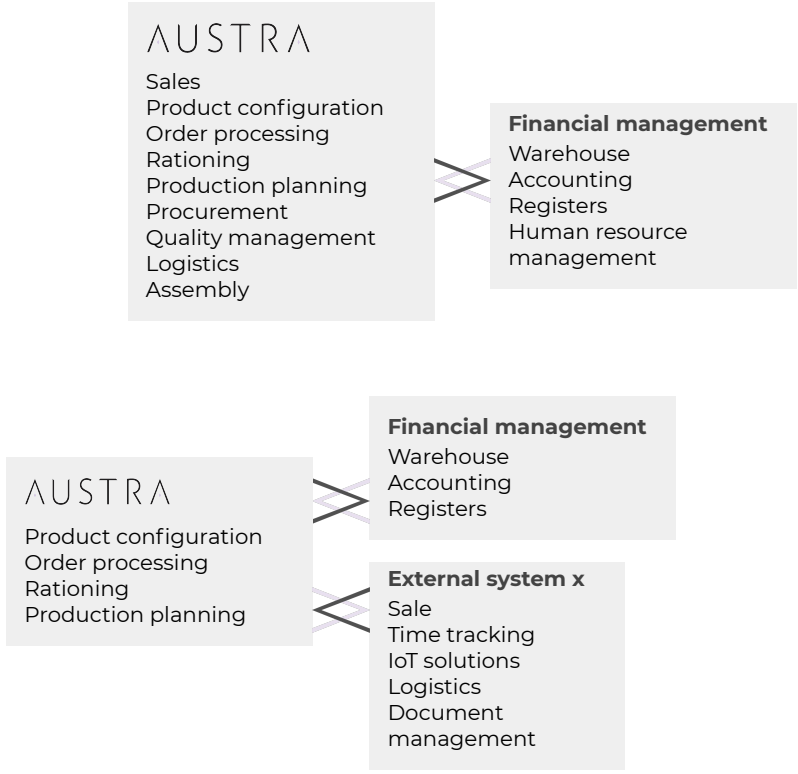 AUSTRA
Sales
Product configuration
Order processing
Rationing
Production planning
Procurement
Quality management
Logistics
Assembly
Financial management
Warehouse
Accounting
Registers
Human resource
management
AUSTRA
Product configuration
Order processing
Rationing
Production planning
Financial management
Warehouse
Accounting
Registers
External system x
Sale
Time tracking
IoT solutions
Logistics
Document
management